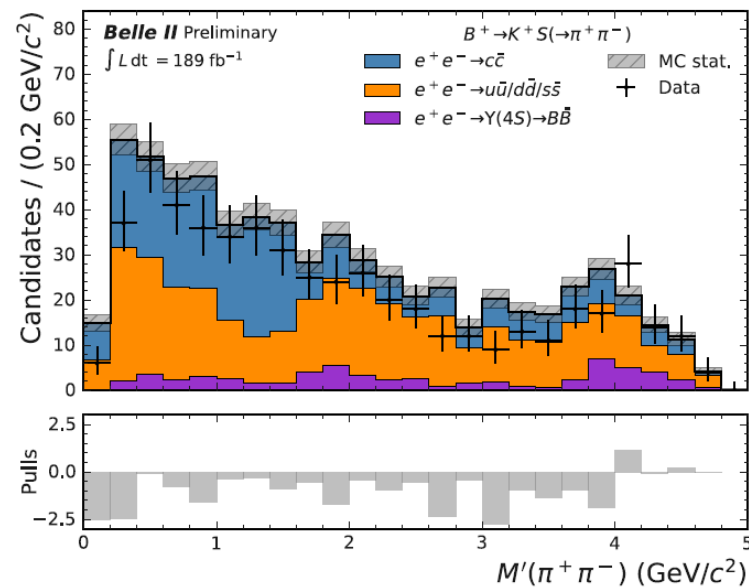 Belle II Preliminary
∫ L dt = 189 fb⁻¹
B⁺→K⁺S(→π⁺π⁻)
e⁺e⁻→cc̄
e⁺e⁻→uū/dd̄/ss̄
e⁺e⁻→Υ(4S)→BB̄
MC stat.
Data
Candidates / (0.2 GeV/c²)
80
70
60
50
40
30
20
10
0
Pulls
2.5
0.0
−2.5
0 1 2 3 4 5
M′(π⁺π⁻) (GeV/c²)